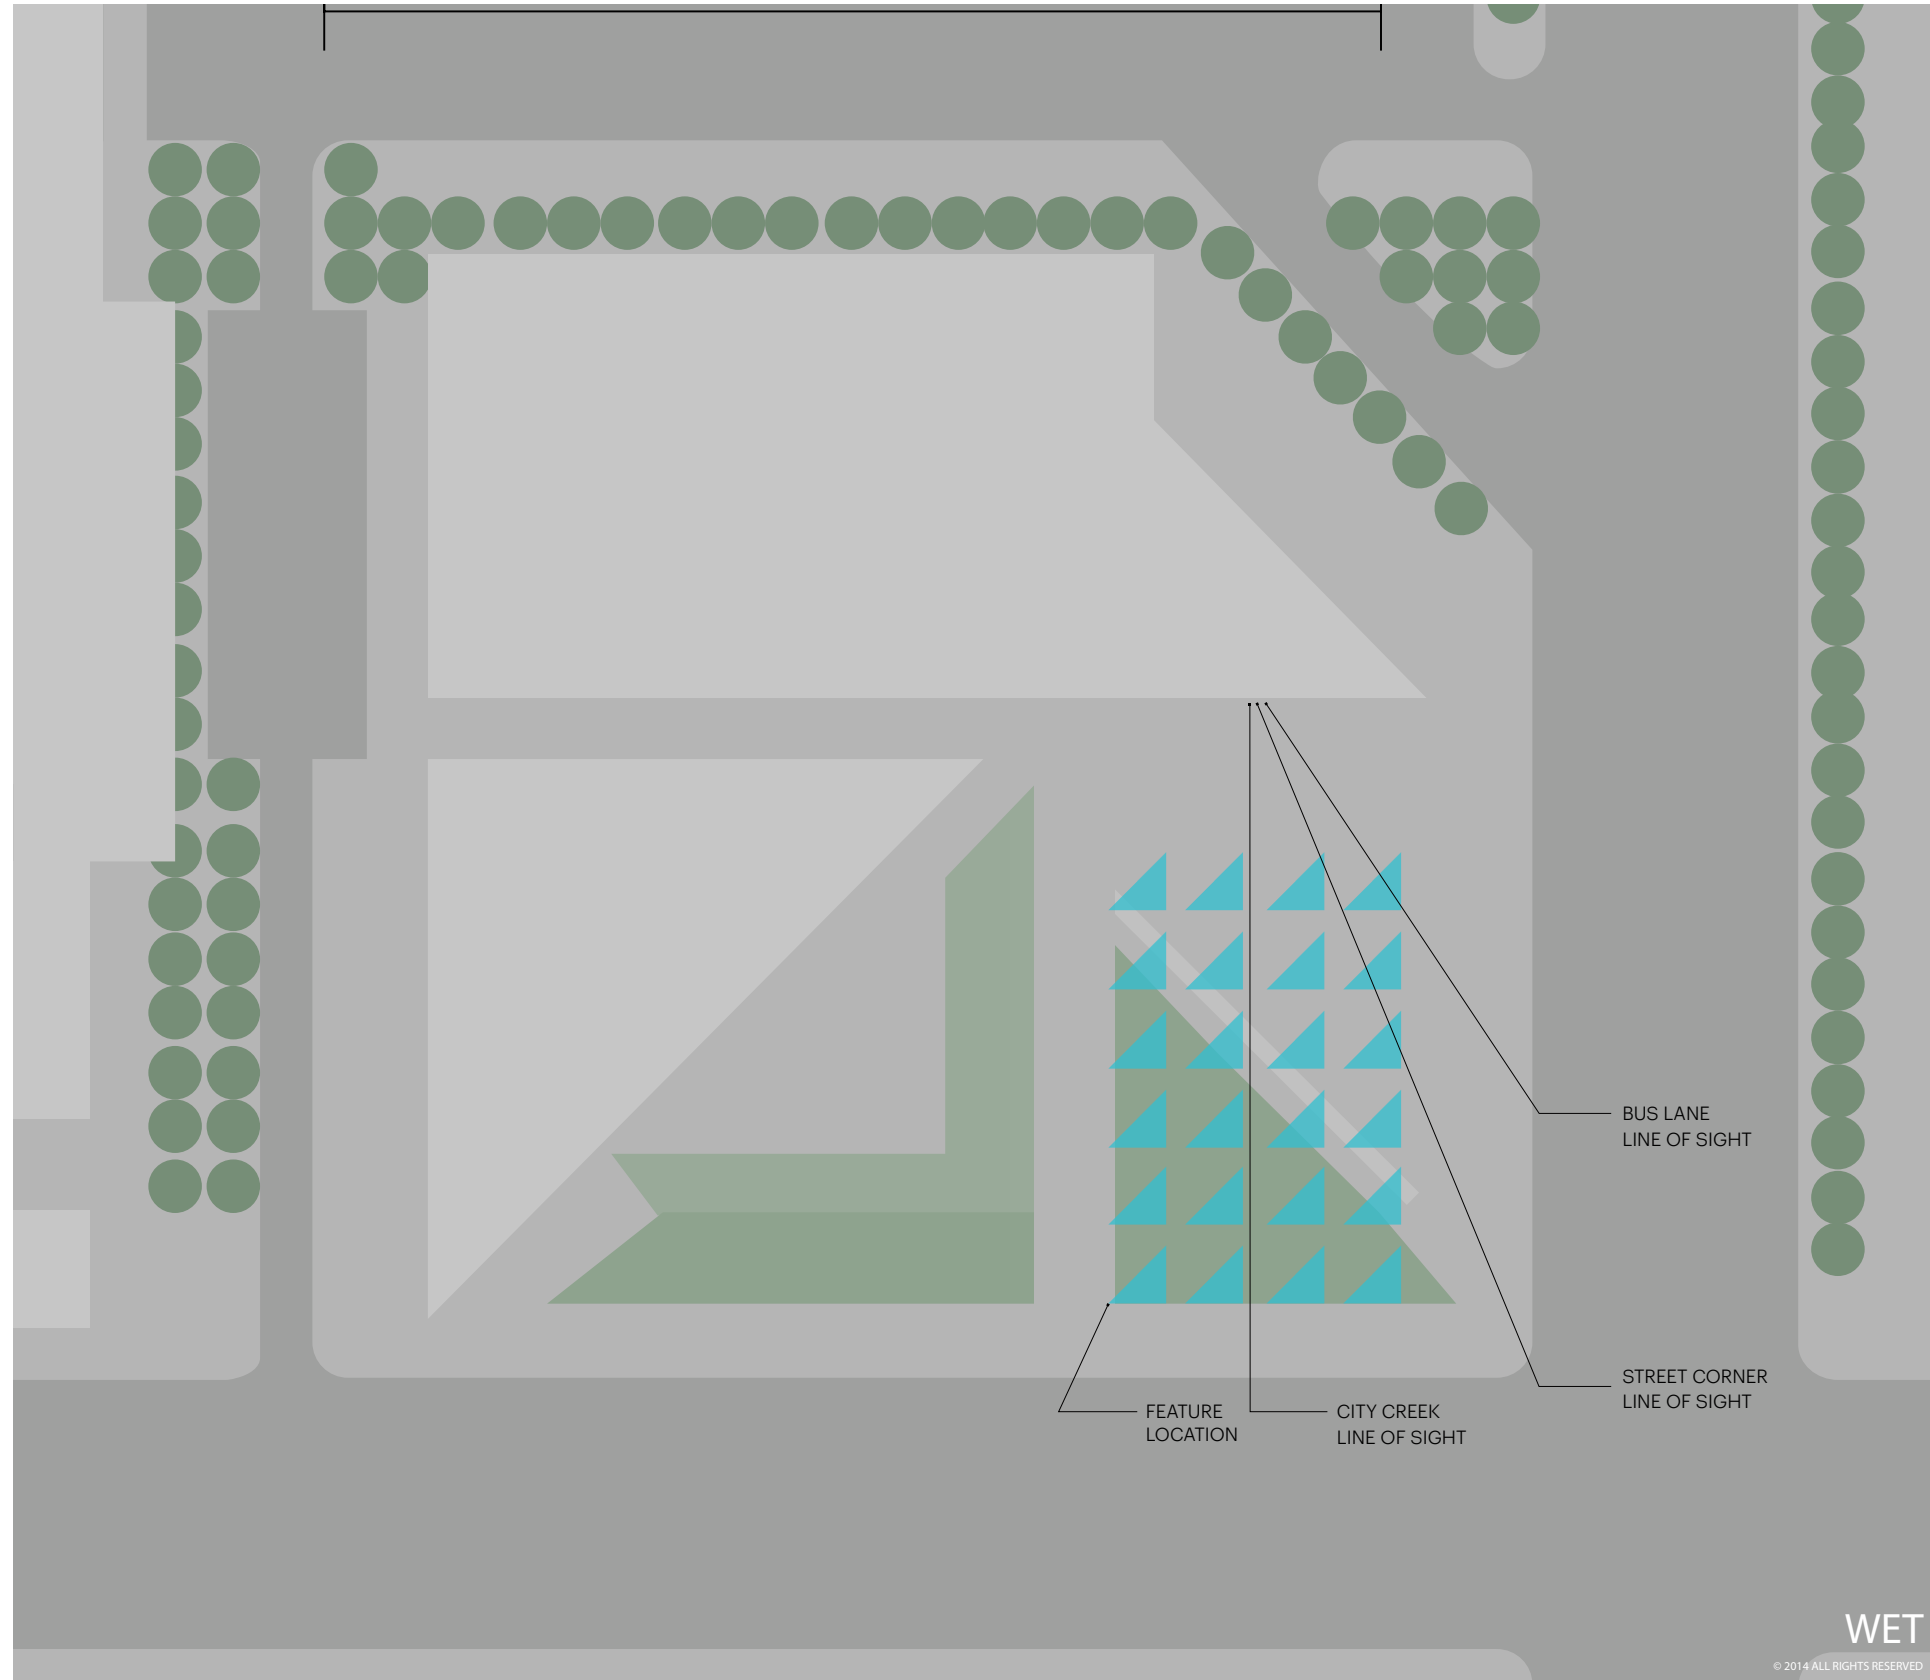 BUS LANE
LINE OF SIGHT
STREET CORNER
LINE OF SIGHT
FEATURE
LOCATION
CITY CREEK
LINE OF SIGHT
WET
© 2014 ALL RIGHTS RESERVED